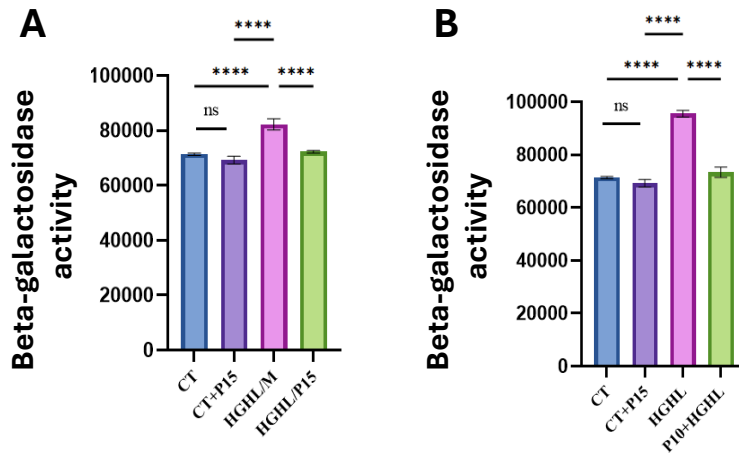 A
****
**** ****
ns
Beta-galactosidase
activity
100000
80000
60000
40000
20000
0
CT
CT+P15
HGHL/M
HGHL/P15
B
****
**** ****
ns
Beta-galactosidase
activity
100000
80000
60000
40000
20000
0
CT
CT+P15
HGHL
P10+HGHL